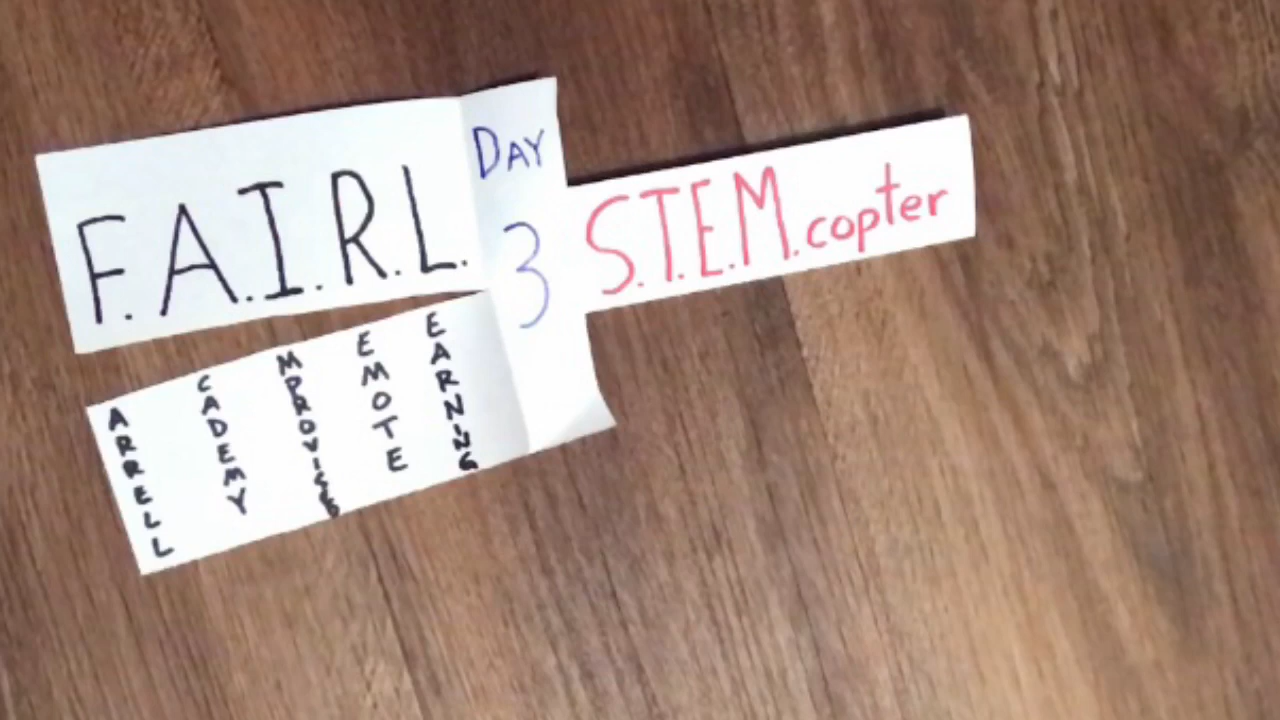 F.A.I.R.L.
DAY
3
S.T.E.M.copter
ARRELL
CADEMY
MPROVISED
EMOTE
EARNING